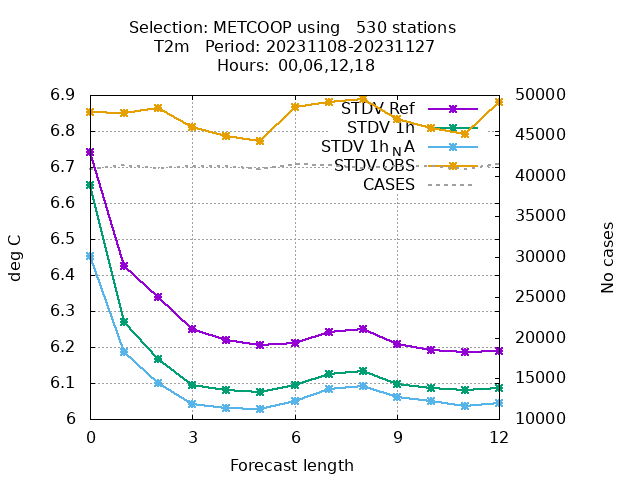 Selection: METCOOP using 530 stations
T2m Period: 20231108-20231127
Hours: 00,06,12,18
6.9
6.8
6.7
6.6
6.5
6.4
6.3
6.2
6.1
6
50000
45000
40000
35000
30000
25000
20000
15000
10000
STDV Ref
STDV 1h
STDV 1h N A
STDV OBS
CASES
deg C
No cases
0 3 6 9 12
Forecast length